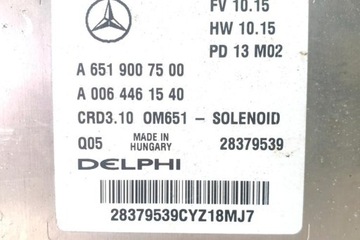 FV 10.15
HW 10.15
PD 13 M02
A 651 900 75 00
A 006 446 15 40
CRD3.10 OM651 – SOLENOID
Q05 MADE IN HUNGARY 28379539
DELPHI
28379539CYZ18MJ7